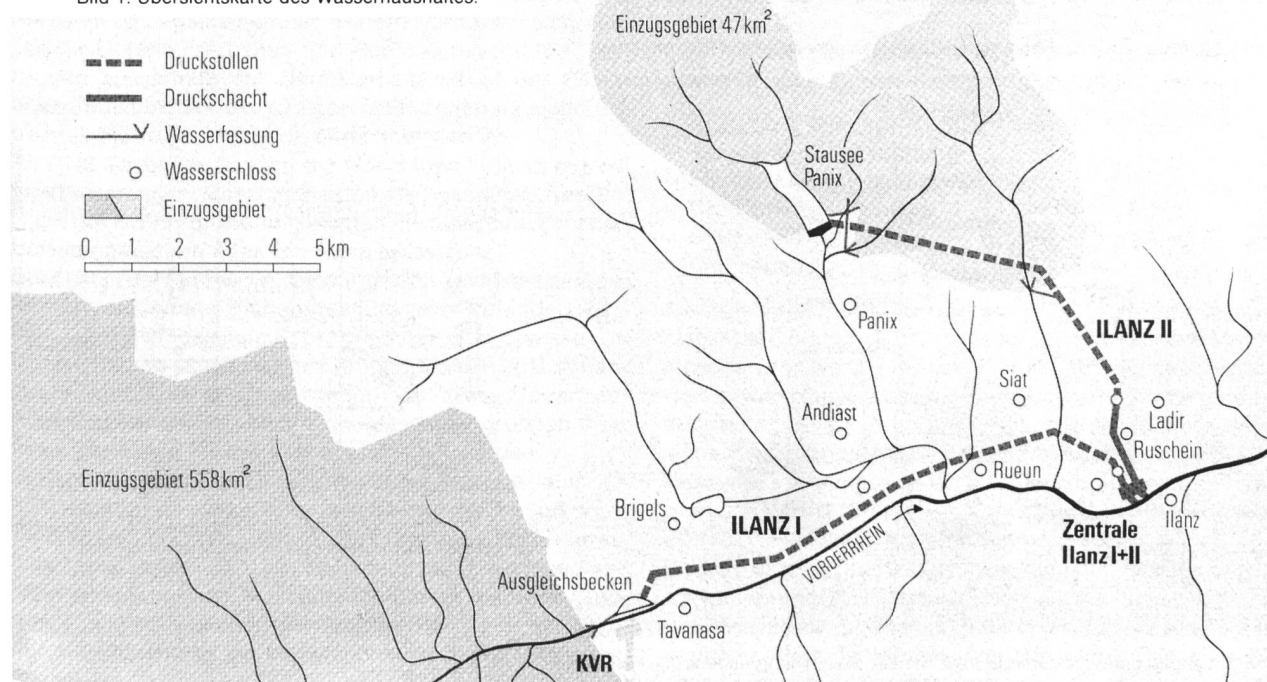 Bild 1. Übersichtskarte des Wasserhaushaltes.
Einzugsgebiet 47 km²
Druckstollen
Druckschacht
Wasserfassung
Wasserschloss
Einzugsgebiet
0 1 2 3 4 5 km
Stausee
Panix
Panix
ILANZ II
Siat
Andiast
Ladir
Ruschein
Einzugsgebiet 558 km²
Rueun
Brigels
ILANZ I
Ilanz
Zentrale
Ilanz I+II
VORDERRHEIN
Ausgleichsbecken
Tavanasa
KVR